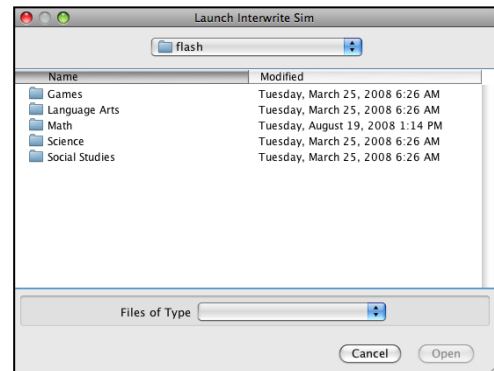 Launch Interwrite Sim
flash
Name Modified
Games Tuesday, March 25, 2008 6:26 AM
Language Arts Tuesday, March 25, 2008 6:26 AM
Math Tuesday, August 19, 2008 1:14 PM
Science Tuesday, March 25, 2008 6:26 AM
Social Studies Tuesday, March 25, 2008 6:26 AM
Files of Type
Cancel Open